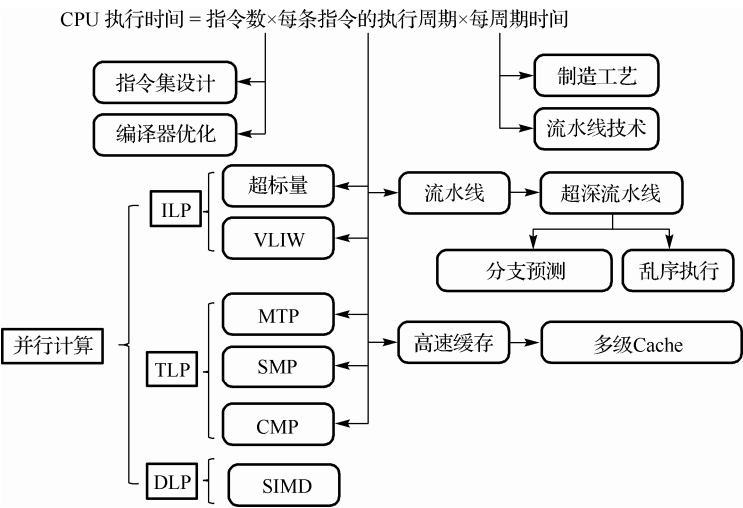 CPU 执行时间 = 指令数×每条指令的执行周期×每周期时间
指令集设计
制造工艺
编译器优化
流水线技术
ILP
超标量
流水线
超深流水线
VLIW
分支预测
乱序执行
并行计算
TLP
MTP
高速缓存
多级Cache
SMP
CMP
DLP
SIMD